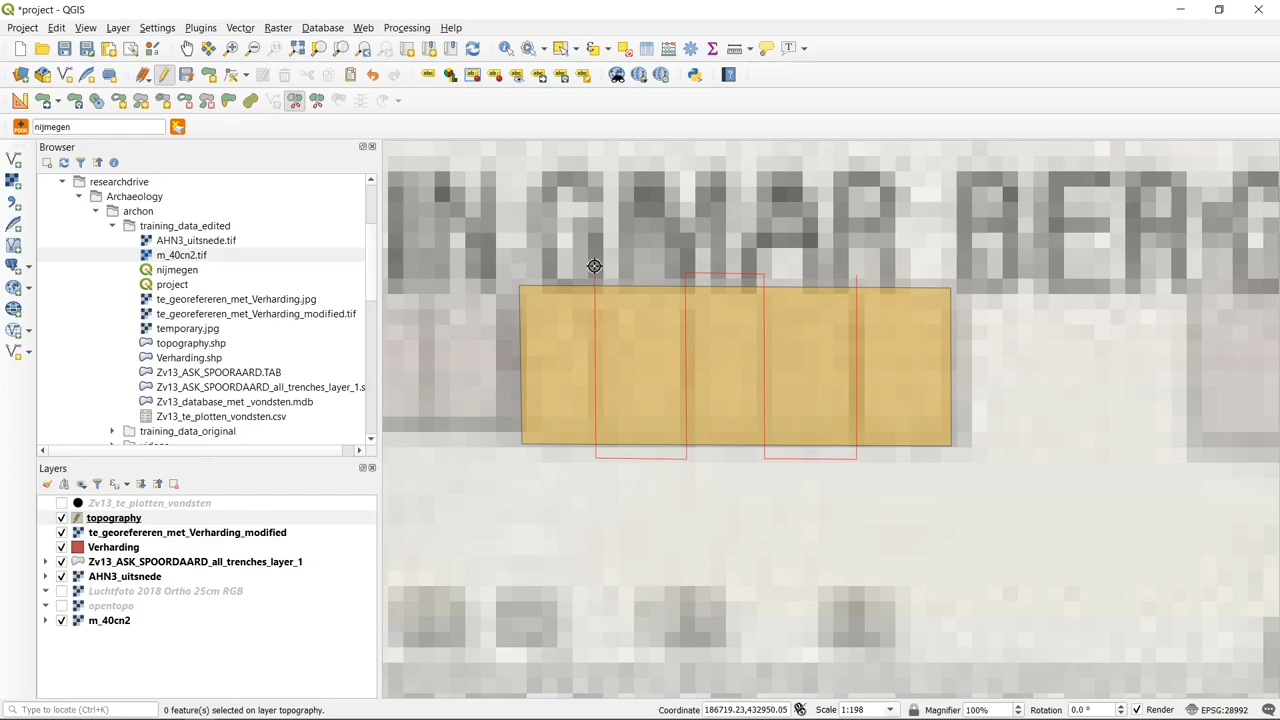 *project - QGIS
Project Edit View Layer Settings Plugins Vector Raster Database Web Processing Help
nijmegen
Browser
researchdrive
Archaeology
archon
training_data_edited
AHN3_uitsnede.tif
m_40cn2.tif
nijmegen
project
te_georefereren_met_Verharding.jpg
te_georefereren_met_Verharding_modified.tif
temporary.jpg
topography.shp
Verharding.shp
Zv13_ASK_SPOORAARD.TAB
Zv13_ASK_SPOORDAARD_all_trenches_layer_1.s
Zv13_database_met _vondsten.mdb
Zv13_te_plotten_vondsten.csv
training_data_original
Layers
Zv13_te_plotten_vondsten
topography
te_georefereren_met_Verharding_modified
Verharding
Zv13_ASK_SPOORDAARD_all_trenches_layer_1
AHN3_uitsnede
Luchtfoto 2018 Ortho 25cm RGB
opentopo
m_40cn2
Type to locate (Ctrl+K) 0 feature(s) selected on layer topography. Coordinate 186719.23,432950.05 Scale 1:198 Magnifier 100% Rotation 0.0 ° Render EPSG:28992